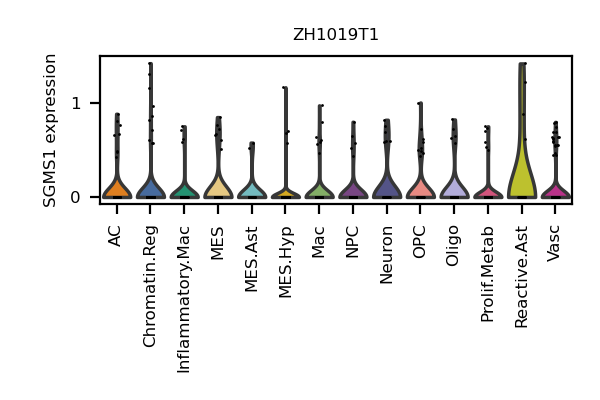 ZH1019T1
SGMS1 expression
1
0
AC
Chromatin.Reg
Inflammatory.Mac
MES
MES.Ast
MES.Hyp
Mac
NPC
Neuron
OPC
Oligo
Prolif.Metab
Reactive.Ast
Vasc